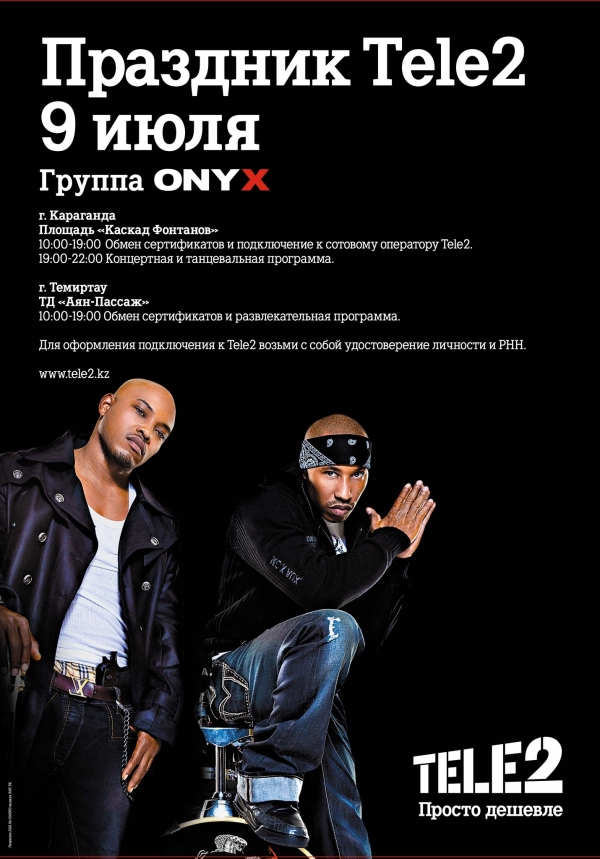 Праздник Tele2
9 июля
Группа ONYX
г. Караганда
Площадь «Каскад Фонтанов»
10:00-19:00 Обмен сертификатов и подключение к сотовому оператору Tele2.
19:00-22:00 Концертная и танцевальная программа.
г. Темиртау
ТД «Аян-Пассаж»
10:00-19:00 Обмен сертификатов и развлекательная программа.
Для оформления подключения к Tele2 возьми с собой удостоверение личности и РНН.
www.tele2.kz
TELE2
Просто дешевле